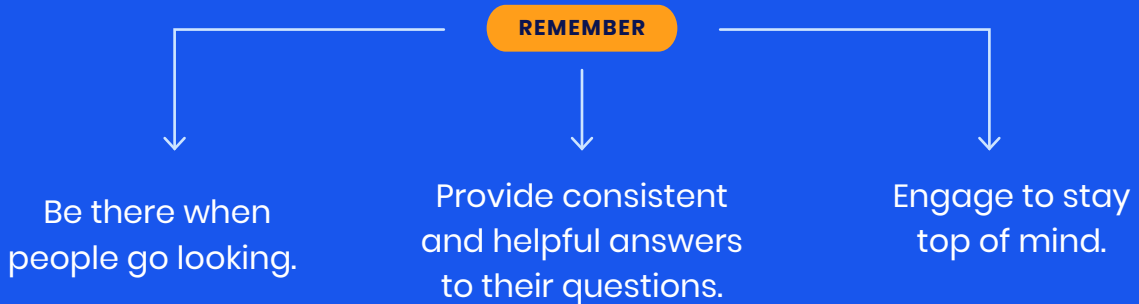 REMEMBER
Be there when
people go looking.
Provide consistent
and helpful answers
to their questions.
Engage to stay
top of mind.